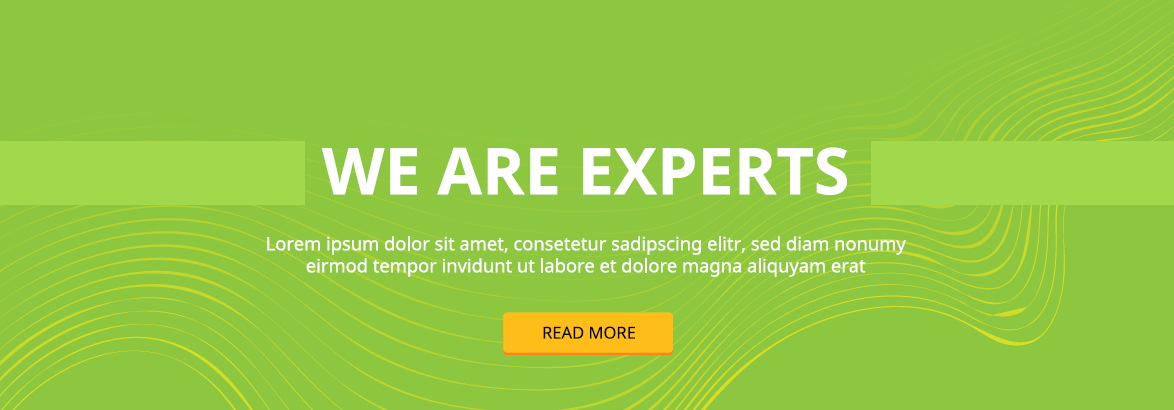 WE ARE EXPERTS
Lorem ipsum dolor sit amet, consetetur sadipscing elitr, sed diam nonumy
eirmod tempor invidunt ut labore et dolore magna aliquyam erat
READ MORE